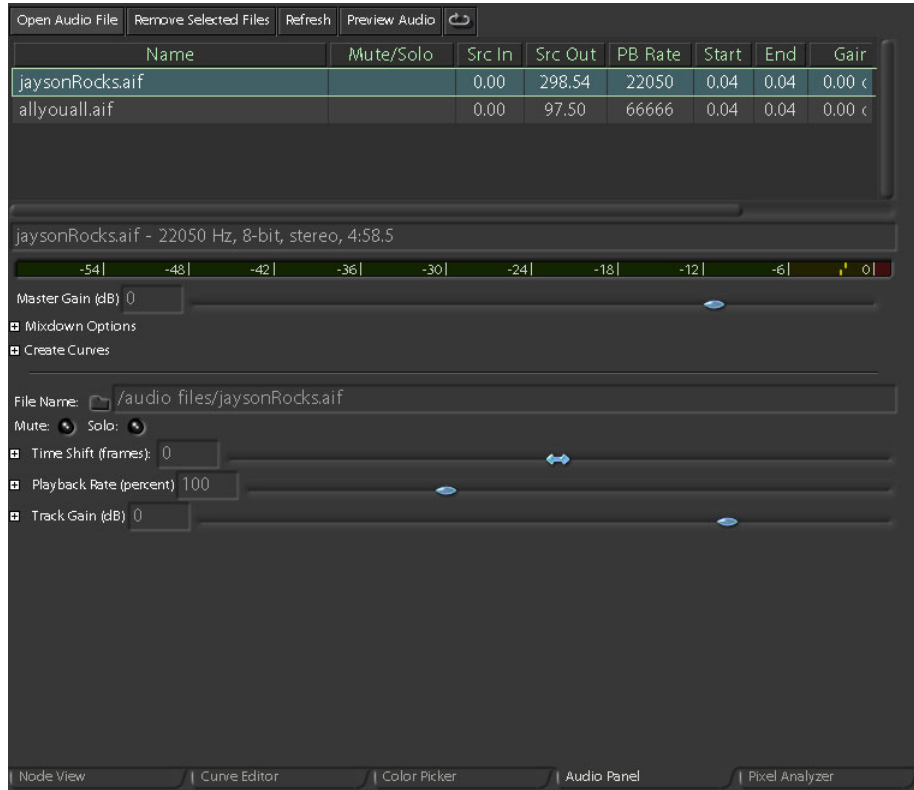 Open Audio File Remove Selected Files Refresh Preview Audio
Name Mute/Solo Src In Src Out PB Rate Start End
jaysonRocks.aif 0.00 298.54 22050 0.04 0.04 0.00
allyouall.aif 0.00 97.50 66666 0.04 0.04 0.00
jaysonRocks.aif - 22050 Hz, 8-bit, stereo, 4:58.5
-54 -48 -42 -36 -30 -24 -18 -12 -6 0
Master Gain (dB) 0
Mixdown Options
Create Curves
File Name: /audio files/jaysonRocks.aif
Mute: Solo:
Time Shift (frames): 0
Playback Rate (percent) 100
Track Gain (dB) 0
Node View Curve Editor Color Picker Audio Panel Pixel Analyzer